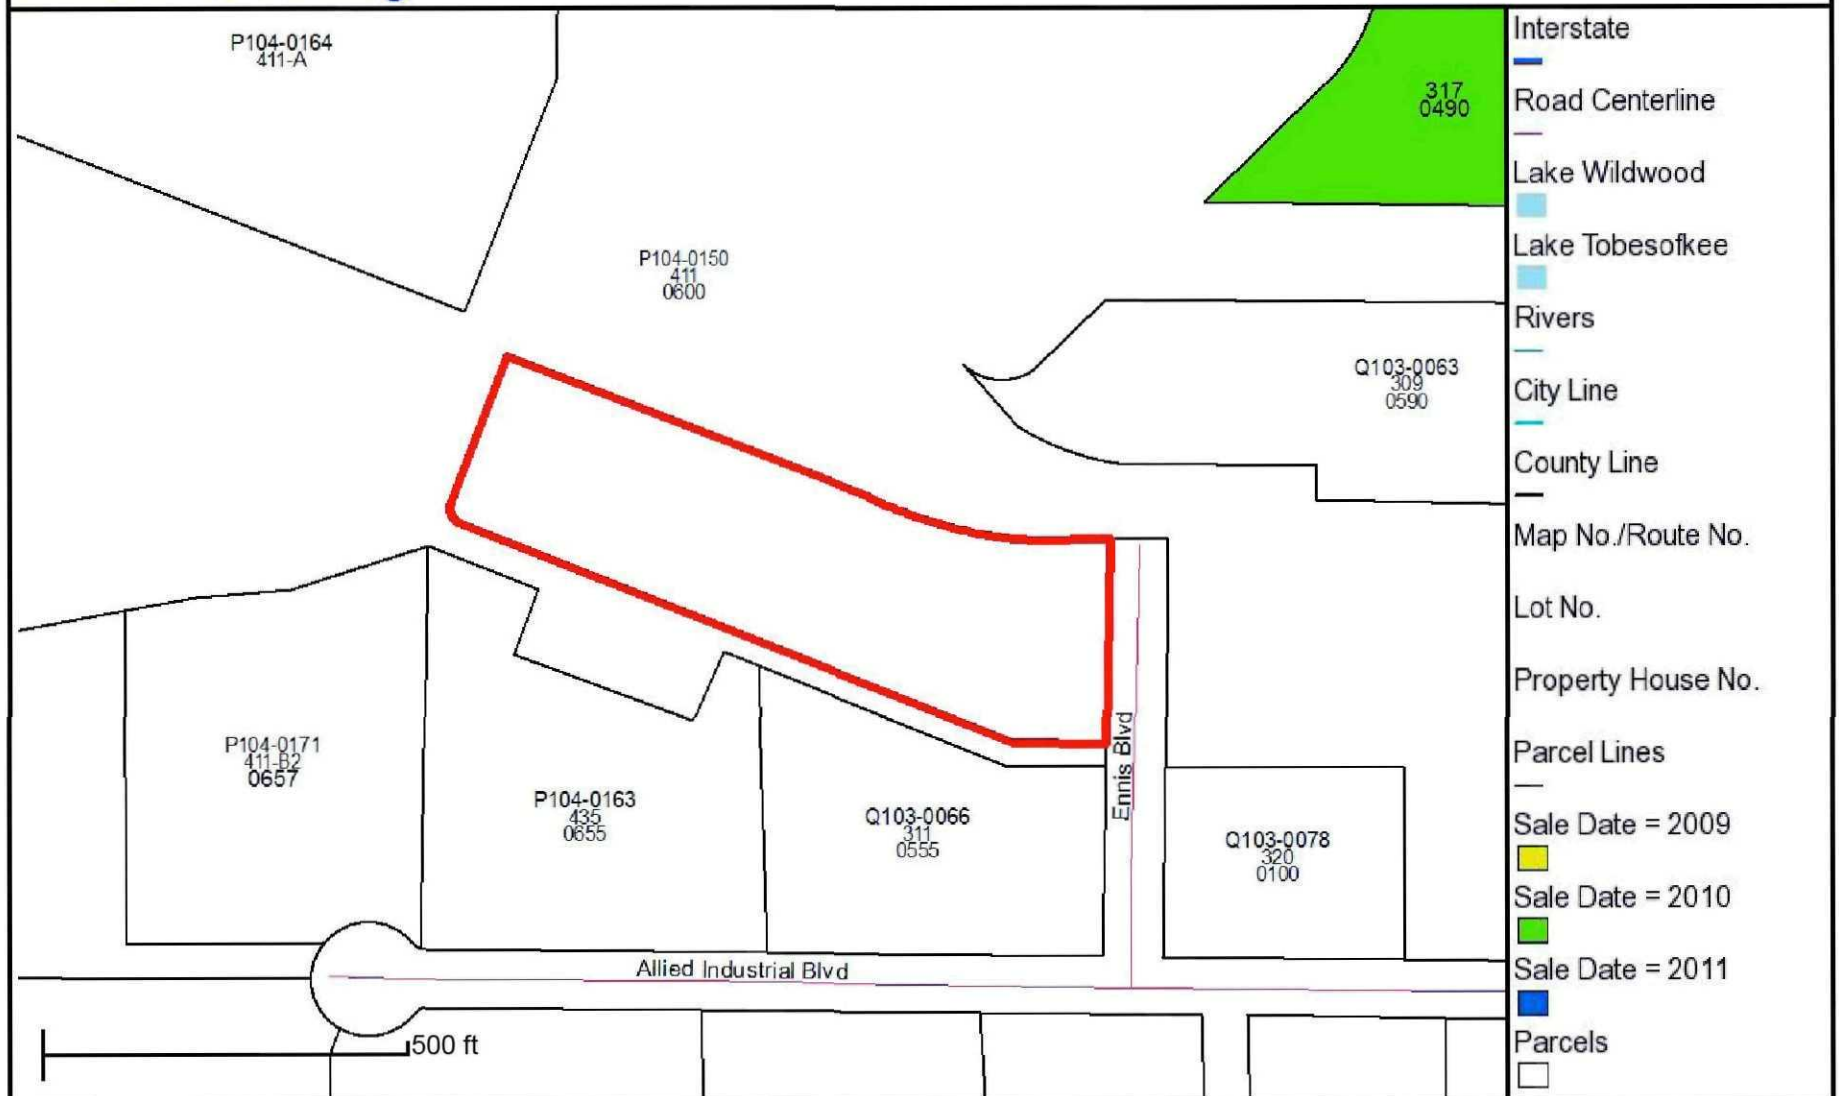 P104-0164
411-A
317
0490
P104-0150
411
0600
Q103-0063
309
0590
P104-0171
411-B2
0657
P104-0163
435
0655
Q103-0066
311
0555
Ennis Blvd
Q103-0078
320
0100
Allied Industrial Blvd
500 ft
Interstate
Road Centerline
Lake Wildwood
Lake Tobesofkee
Rivers
City Line
County Line
Map No./Route No.
Lot No.
Property House No.
Parcel Lines
Sale Date = 2009
Sale Date = 2010
Sale Date = 2011
Parcels